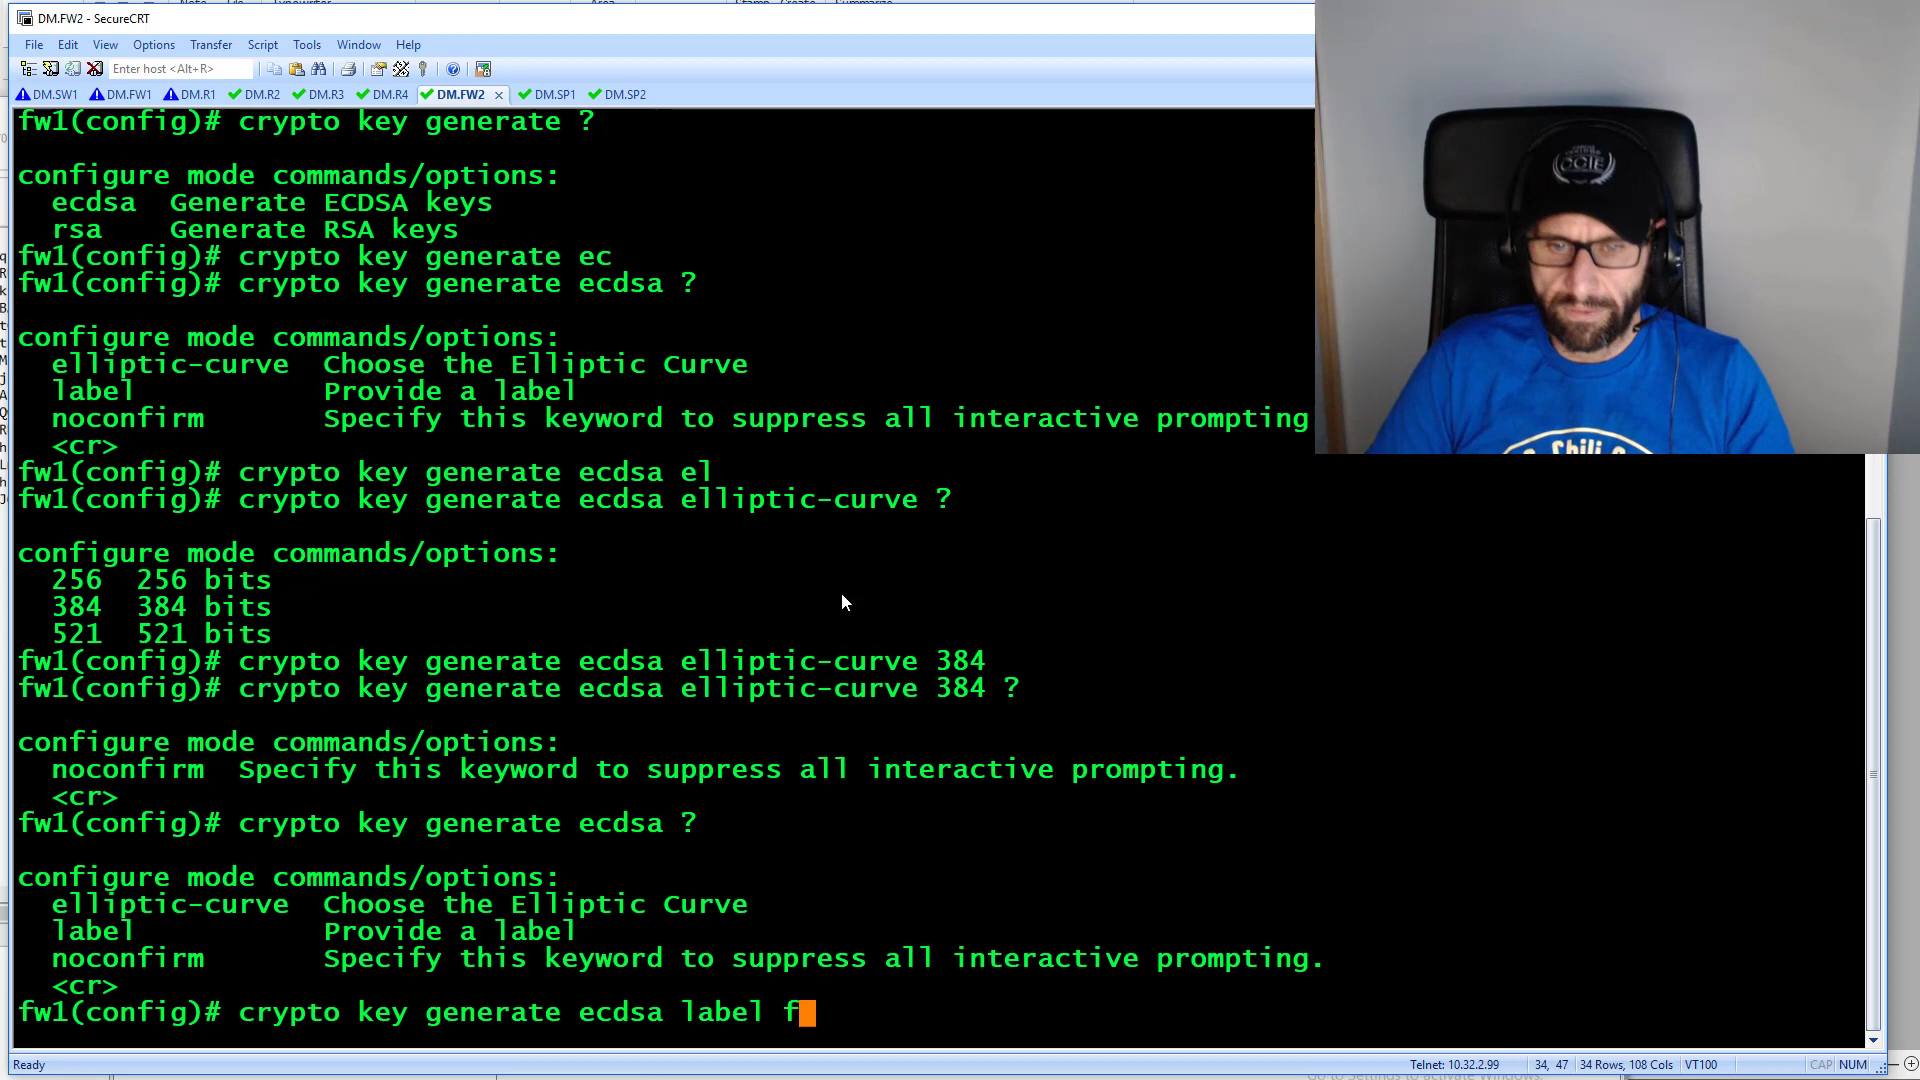 DM.FW2 - SecureCRT
File Edit View Options Transfer Script Tools Window Help
Enter host <Alt+R>
DM.SW1 DM.FW1 DM.R1 DM.R2 DM.R3 DM.R4 DM.FW2 DM.SP1 DM.SP2
fw1(config)# crypto key generate ?
configure mode commands/options:
ecdsa Generate ECDSA keys
rsa Generate RSA keys
fw1(config)# crypto key generate ec
fw1(config)# crypto key generate ecdsa ?
configure mode commands/options:
elliptic-curve Choose the Elliptic Curve
label Provide a label
noconfirm Specify this keyword to suppress all interactive prompting
<cr>
fw1(config)# crypto key generate ecdsa el
fw1(config)# crypto key generate ecdsa elliptic-curve ?
configure mode commands/options:
256 256 bits
384 384 bits
521 521 bits
fw1(config)# crypto key generate ecdsa elliptic-curve 384
fw1(config)# crypto key generate ecdsa elliptic-curve 384 ?
configure mode commands/options:
noconfirm Specify this keyword to suppress all interactive prompting.
<cr>
fw1(config)# crypto key generate ecdsa ?
configure mode commands/options:
elliptic-curve Choose the Elliptic Curve
label Provide a label
noconfirm Specify this keyword to suppress all interactive prompting.
<cr>
fw1(config)# crypto key generate ecdsa label f
Ready Telnet: 10.32.2.99 34, 47 34 Rows, 108 Cols VT100 CAP NUM
CCIE